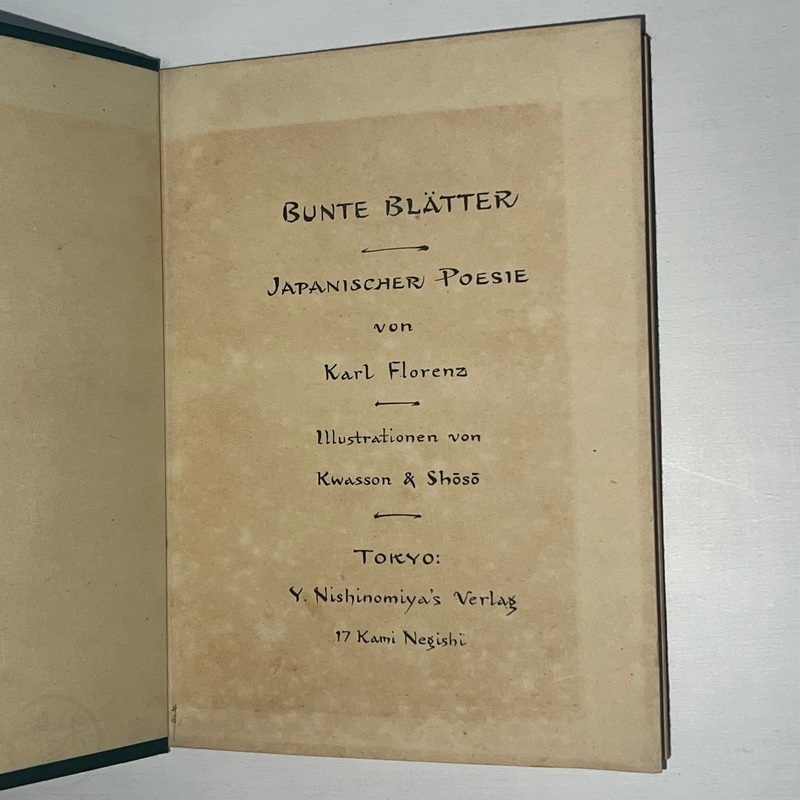 BUNTE BLÄTTER
JAPANISCHER POESIE
von
Karl Florenz
Illustrationen von
Kwasson & Shōsō
TOKYO:
Y. Nishinomiya's Verlag
17 Kami Negishi